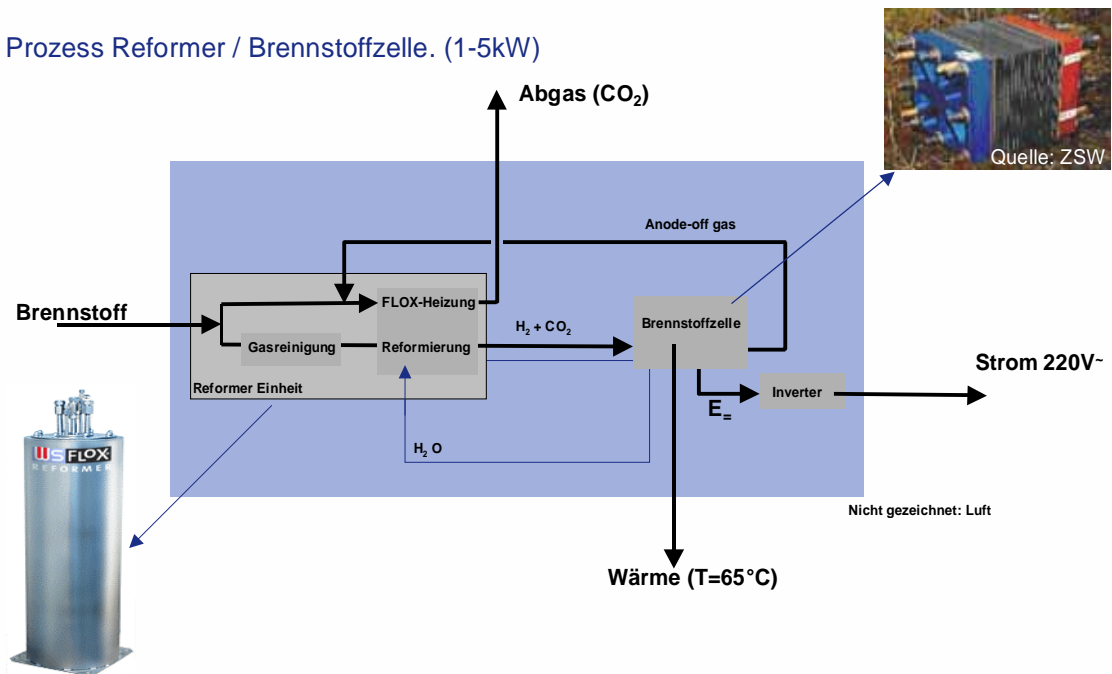 Prozess Reformer / Brennstoffzelle. (1-5kW)
Quelle: ZSW
Abgas (CO₂)
Anode-off gas
Brennstoff
FLOX-Heizung
H₂ + CO₂
Brennstoffzelle
Gasreinigung
Reformierung
Strom 220V~
Reformer Einheit
Inverter
E₌
H₂ O
WS FLOX®
REFORMER
Nicht gezeichnet: Luft
Wärme (T=65°C)